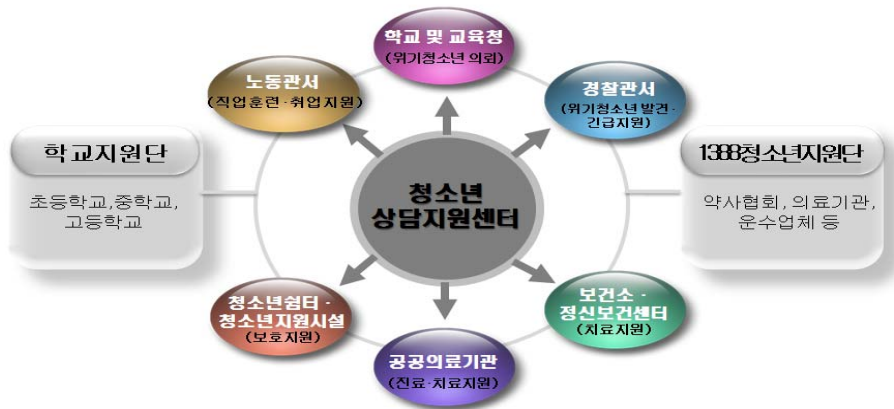 학교 및 교육청
(위기청소년 의뢰)
노동관서
(직업훈련·취업지원)
경찰관서
(위기청소년 발견·
긴급지원)
학교지원단
초등학교,중학교,
고등학교
청소년
상담지원센터
1388청소년지원단
약사협회, 의료기관,
운수업체 등
청소년쉼터·
청소년지원시설
(보호지원)
보건소·
정신보건센터
(치료지원)
공공의료기관
(진료·치료지원)